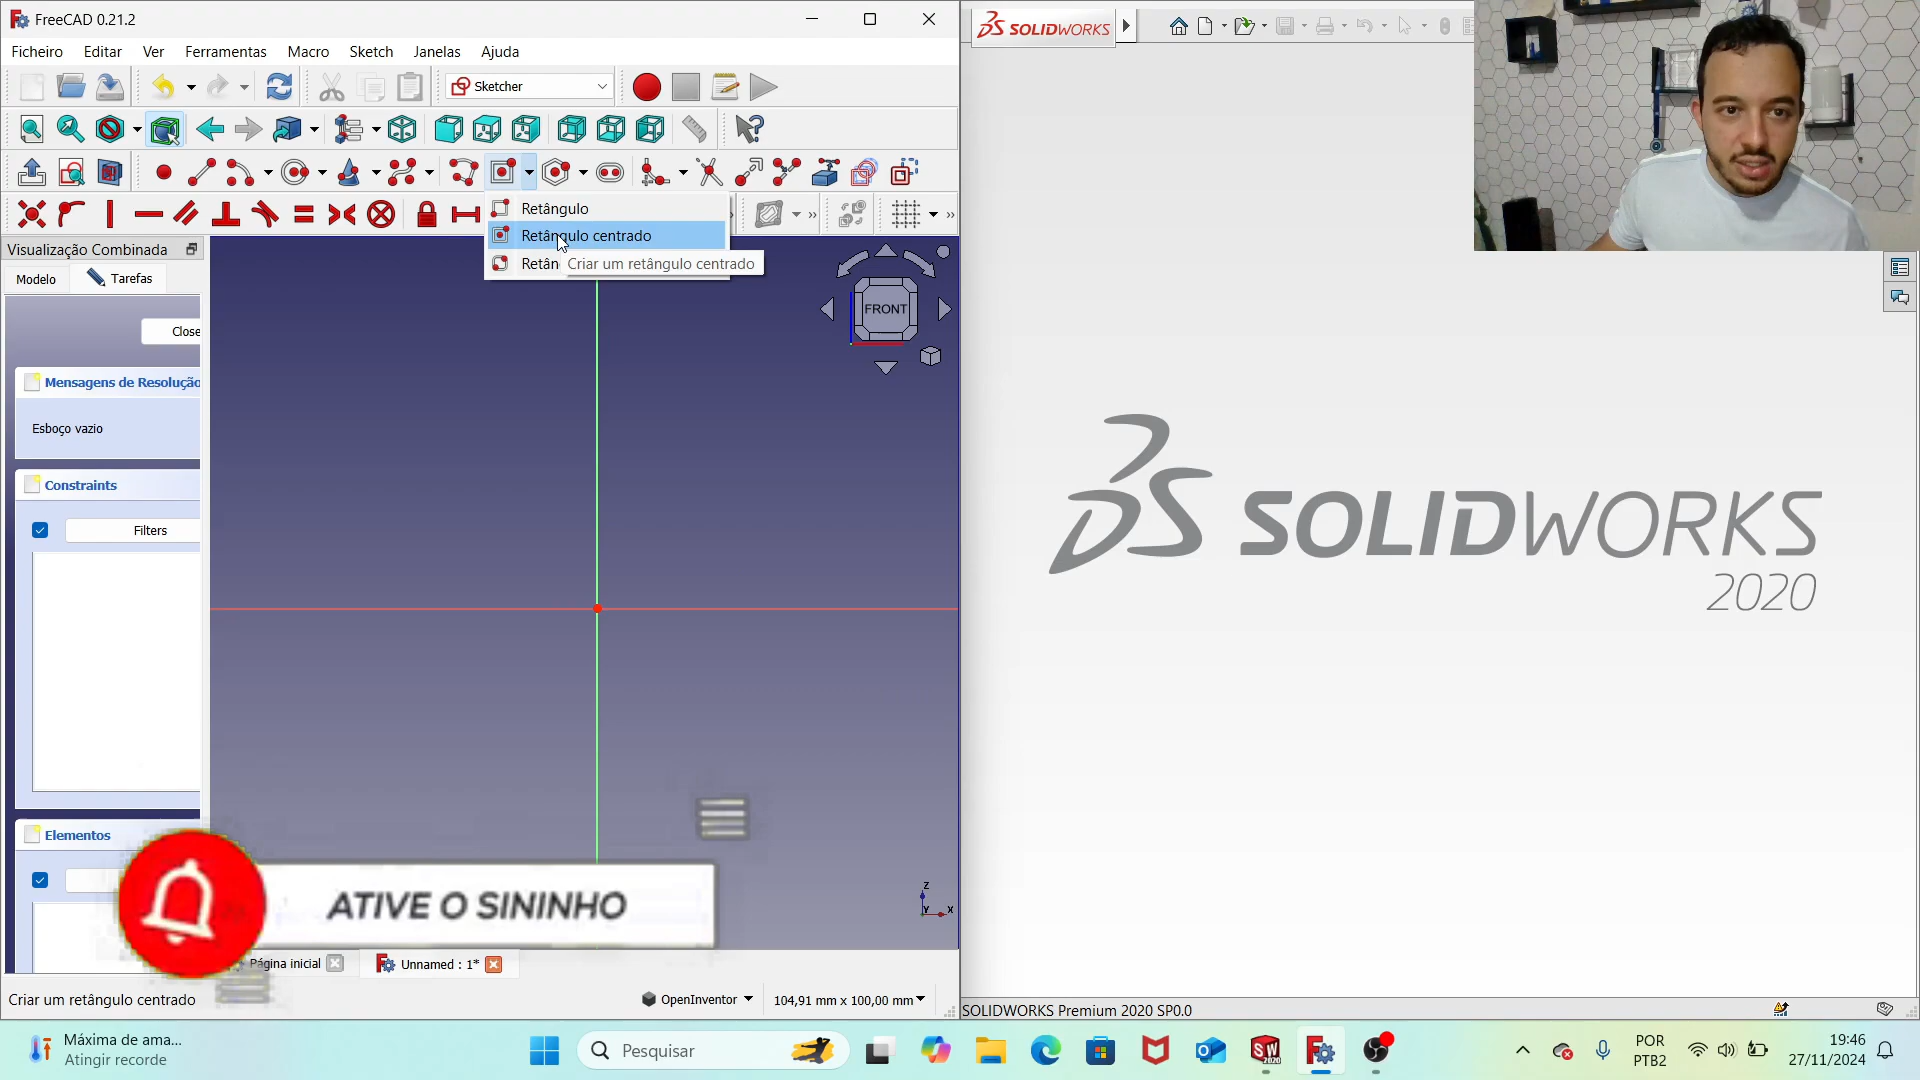 FreeCAD 0.21.2
Ficheiro Editar Ver Ferramentas Macro Sketch Janelas Ajuda
Sketcher
Retângulo
Retângulo centrado
Retân
Criar um retângulo centrado
Visualização Combinada
Modelo
Tarefas
Close
Mensagens de Resolução
Esboço vazio
Constraints
Filters
Elementos
FRONT
Z
Y
X
ATIVE O SININHO
Página inicial
Unnamed : 1*
Criar um retângulo centrado
OpenInventor
104,91 mm x 100,00 mm
SOLIDWORKS
SOLIDWORKS
2020
SOLIDWORKS Premium 2020 SP0.0
Máxima de ama...
Atingir recorde
Pesquisar
SW
2020
POR
PTB2
19:46
27/11/2024